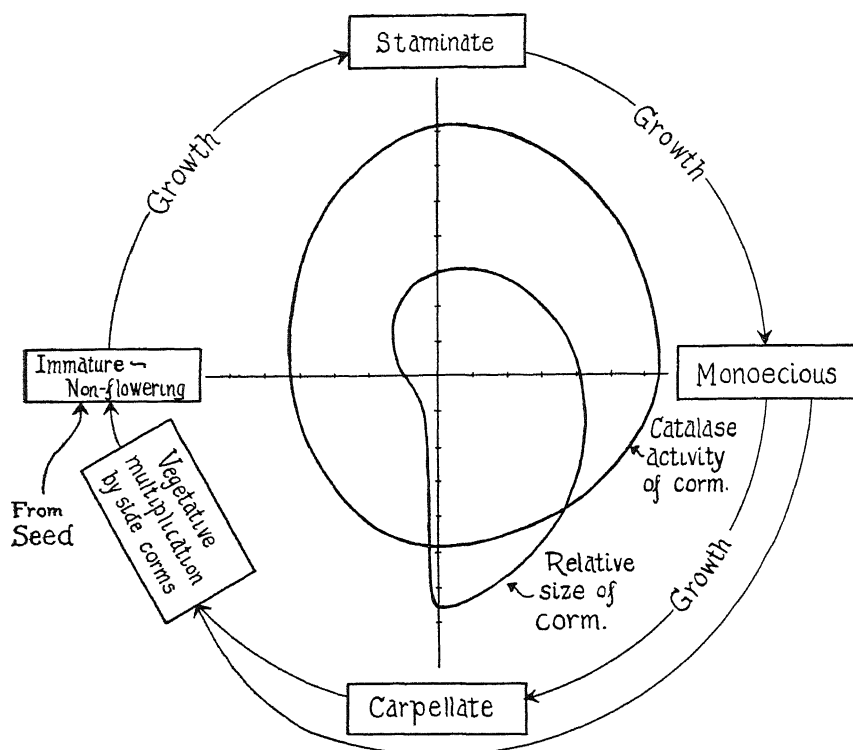 Staminate
Growth
Growth
Immature –
Non-flowering
Monoecious
Catalase
activity
of corm.
Vegetative
multiplication
by side corms
From
Seed
Relative
size of
corm.
Growth
Carpellate